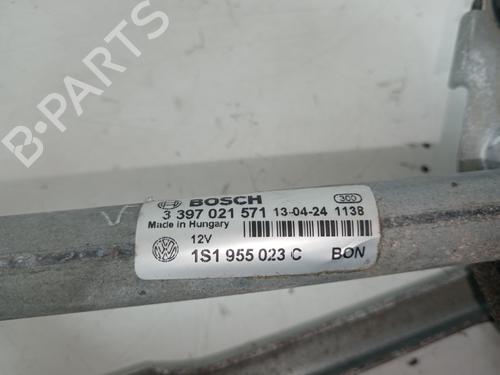 B-PARTS
BOSCH 300
3 397 021 571 13-04-24 1138
Made in Hungary
12V
1S1 955 023 C BON